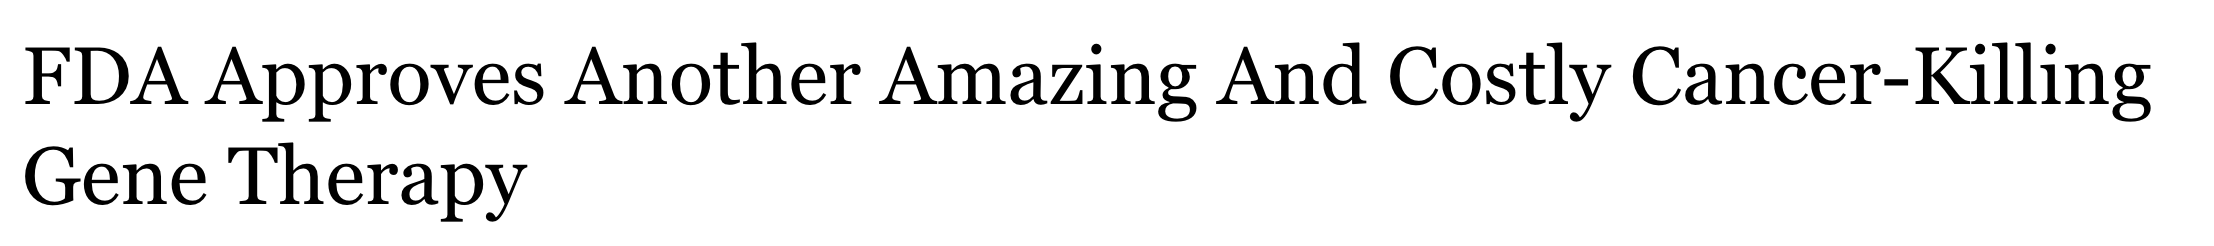 FDA Approves Another Amazing And Costly Cancer-Killing
Gene Therapy